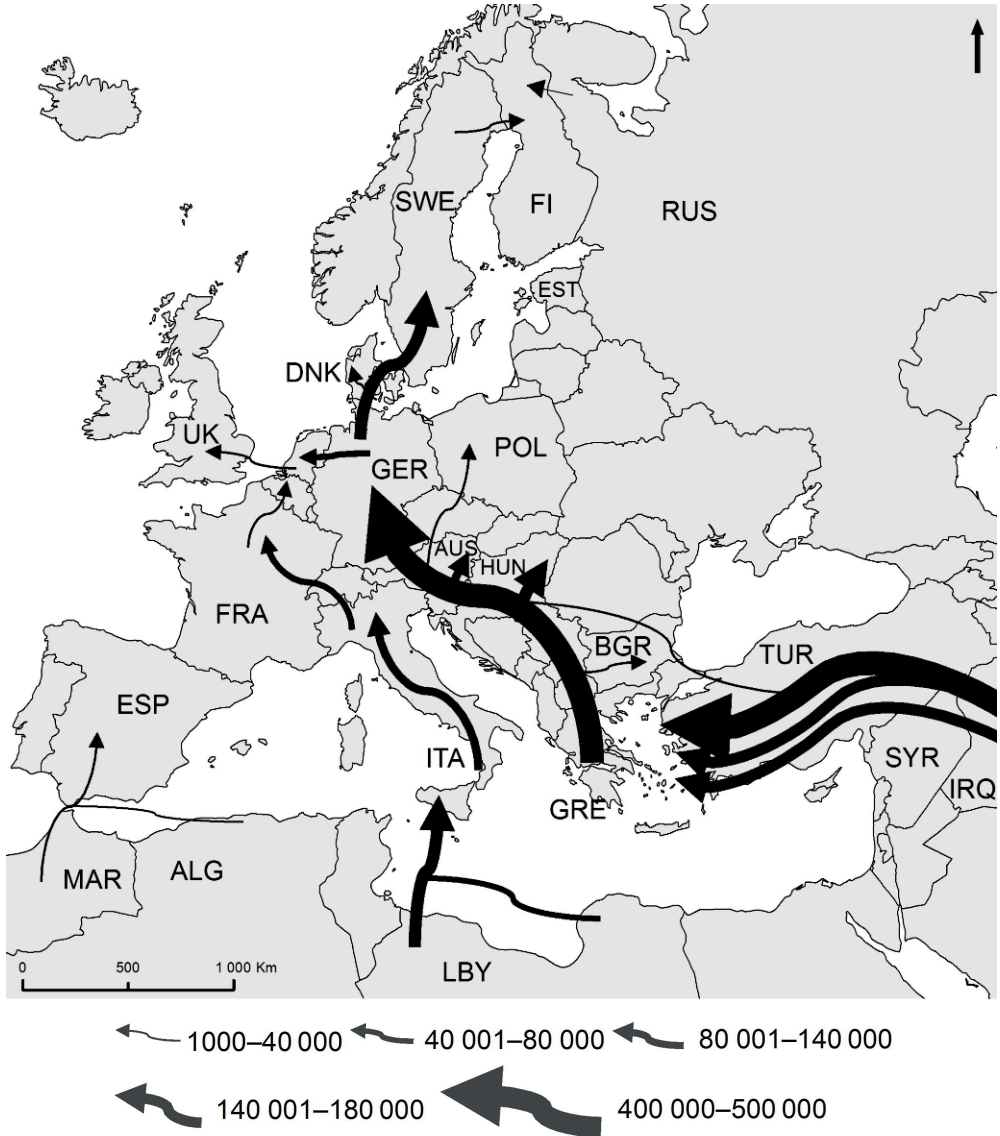 SWE
FI
RUS
EST
DNK
UK
GER
POL
AUS
HUN
FRA
BGR
TUR
ESP
ITA
SYR
GRE
IRQ
MAR
ALG
LBY
0 500 1 000 Km
1000–40 000 40 001–80 000 80 001–140 000
140 001–180 000 400 000–500 000